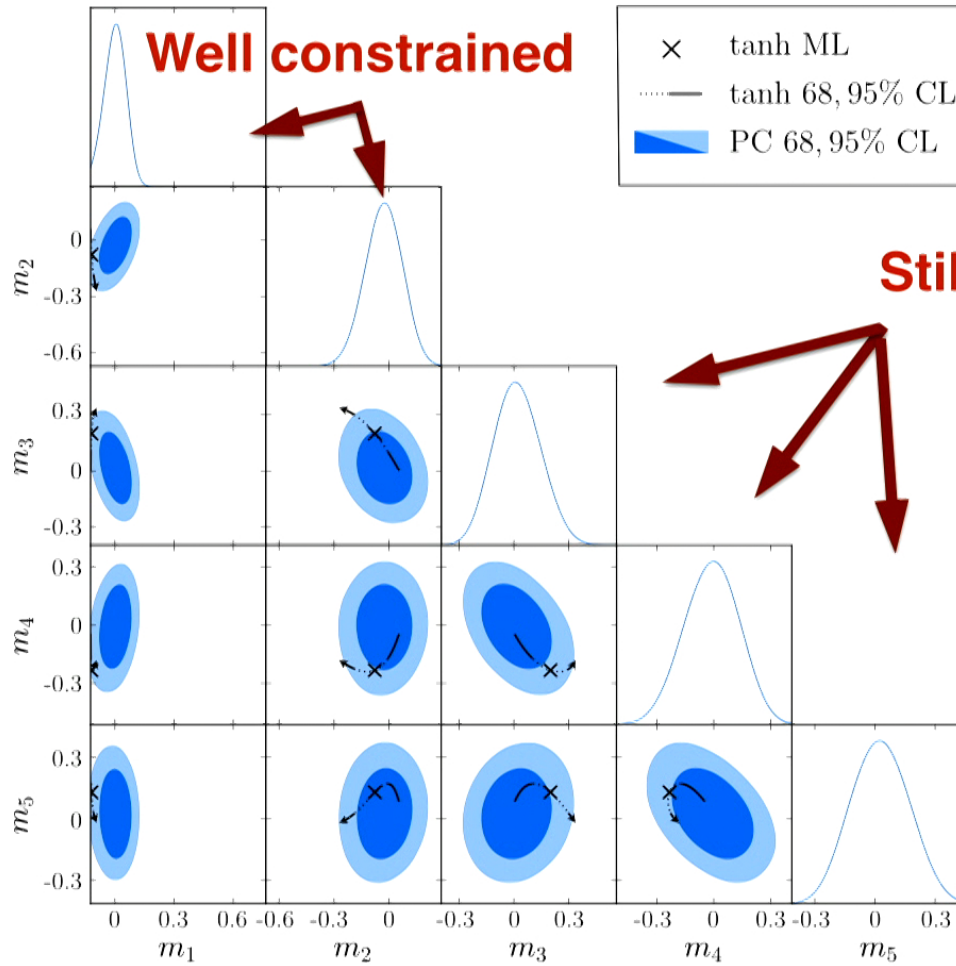 Well constrained
tanh ML
tanh 68, 95% CL
PC 68, 95% CL
0
-0.3
-0.6
m₂
0.3
0
-0.3
m₃
0.3
0
-0.3
m₄
0.3
0
-0.3
m₅
0 0.3 0.6 -0.6 -0.3 0 -0.3 0 0.3 -0.3 0 0.3 -0.3 0 0.3
m₁ m₂ m₃ m₄ m₅